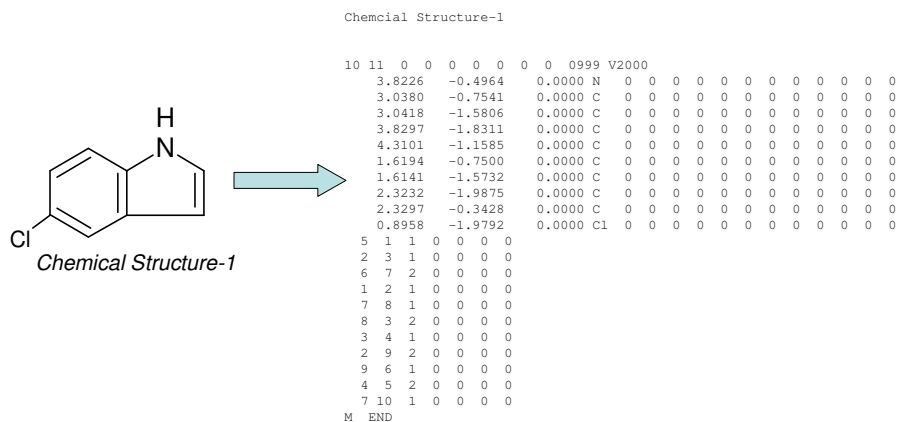 Chemcial Structure-1
10 11 0 0 0 0 0 0 0 0999 V2000
3.8226 -0.4964 0.0000 N 0 0 0 0 0 0 0 0 0 0 0 0
3.0380 -0.7541 0.0000 C 0 0 0 0 0 0 0 0 0 0 0 0
3.0418 -1.5806 0.0000 C 0 0 0 0 0 0 0 0 0 0 0 0
3.8297 -1.8311 0.0000 C 0 0 0 0 0 0 0 0 0 0 0 0
4.3101 -1.1585 0.0000 C 0 0 0 0 0 0 0 0 0 0 0 0
1.6194 -0.7500 0.0000 C 0 0 0 0 0 0 0 0 0 0 0 0
1.6141 -1.5732 0.0000 C 0 0 0 0 0 0 0 0 0 0 0 0
2.3232 -1.9875 0.0000 C 0 0 0 0 0 0 0 0 0 0 0 0
2.3297 -0.3428 0.0000 C 0 0 0 0 0 0 0 0 0 0 0 0
0.8958 -1.9792 0.0000 Cl 0 0 0 0 0 0 0 0 0 0 0 0
5 1 1 0 0 0 0
2 3 1 0 0 0 0
6 7 2 0 0 0 0
1 2 1 0 0 0 0
7 8 1 0 0 0 0
8 3 2 0 0 0 0
3 4 1 0 0 0 0
2 9 2 0 0 0 0
9 6 1 0 0 0 0
4 5 2 0 0 0 0
7 10 1 0 0 0 0
M END
H
N
Cl
Chemical Structure-1